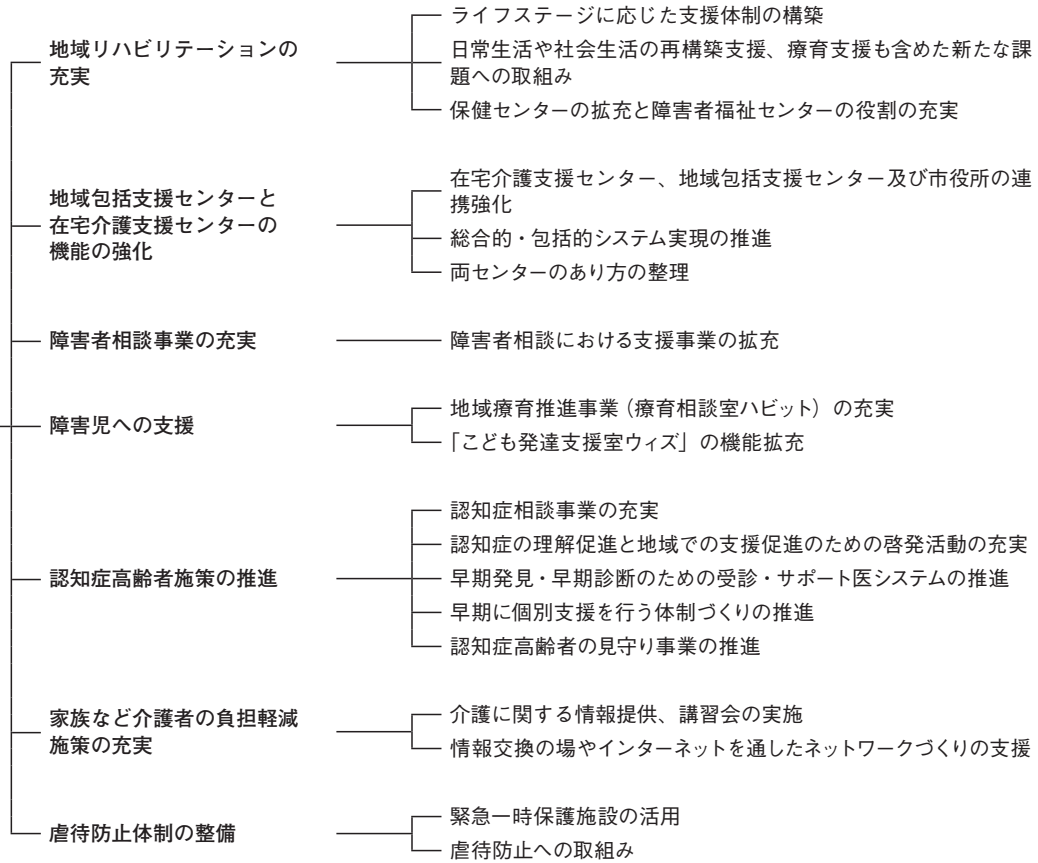 地域リハビリテーションの
充実
ライフステージに応じた支援体制の構築
日常生活や社会生活の再構築支援、療育支援も含めた新たな課
題への取組み
保健センターの拡充と障害者福祉センターの役割の充実
地域包括支援センターと
在宅介護支援センターの
機能の強化
在宅介護支援センター、地域包括支援センター及び市役所の連
携強化
総合的・包括的システム実現の推進
両センターのあり方の整理
障害者相談事業の充実
障害者相談における支援事業の拡充
障害児への支援
地域療育推進事業（療育相談室ハビット）の充実
「こども発達支援室ウィズ」の機能拡充
認知症高齢者施策の推進
認知症相談事業の充実
認知症の理解促進と地域での支援促進のための啓発活動の充実
早期発見・早期診断のための受診・サポート医システムの推進
早期に個別支援を行う体制づくりの推進
認知症高齢者の見守り事業の推進
家族など介護者の負担軽減
施策の充実
介護に関する情報提供、講習会の実施
情報交換の場やインターネットを通したネットワークづくりの支援
虐待防止体制の整備
緊急一時保護施設の活用
虐待防止への取組み